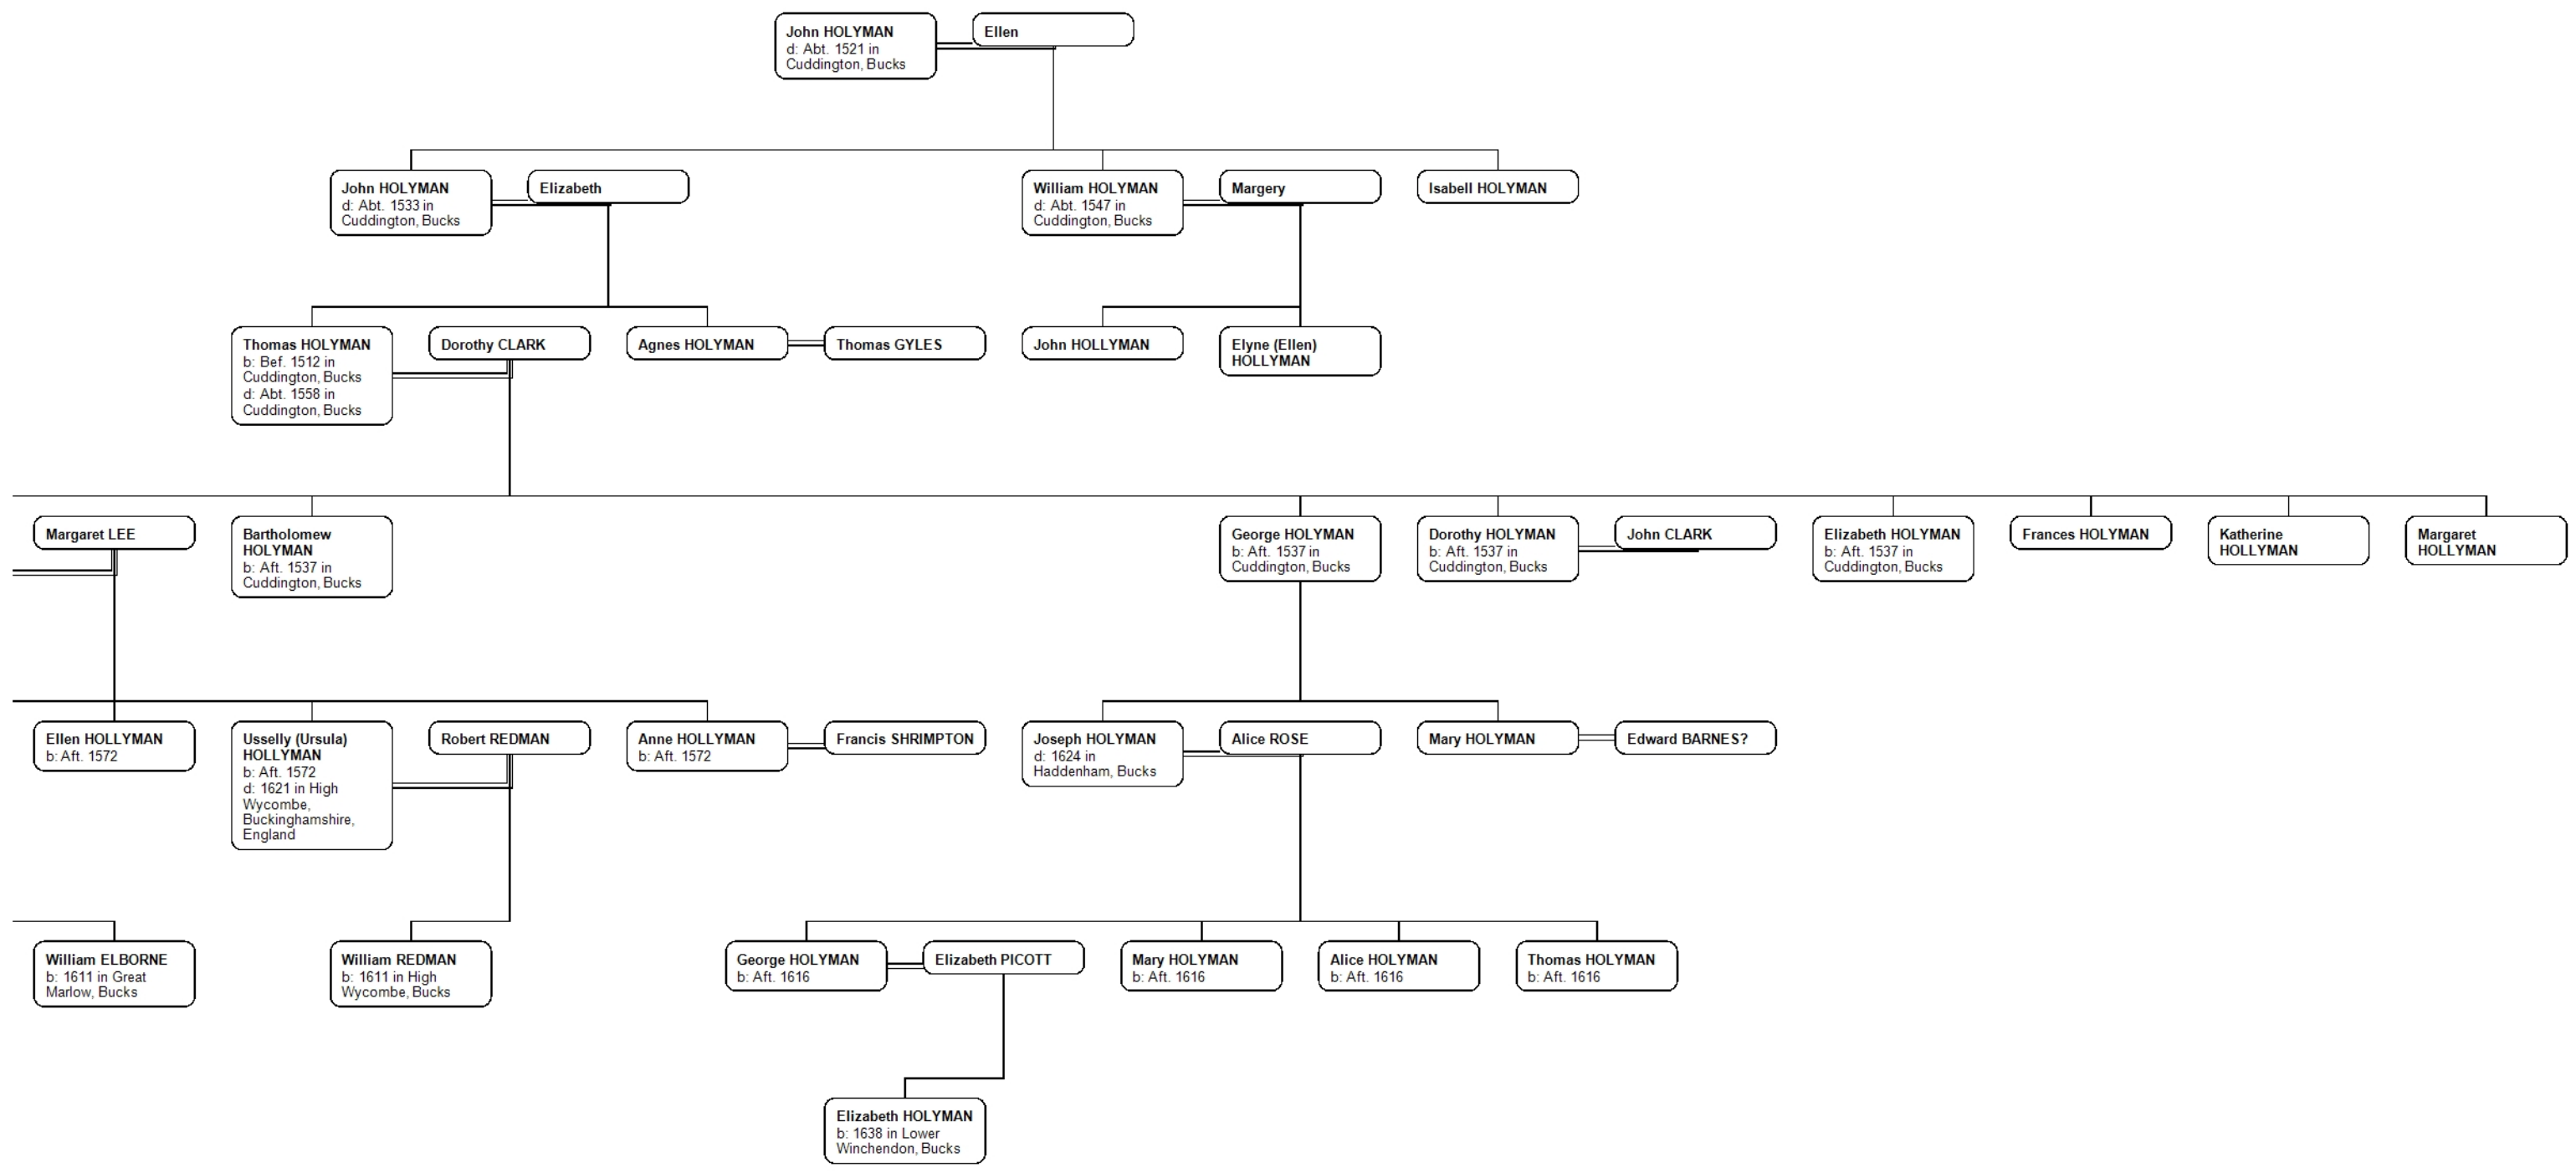 John HOLYMAN
d: Abt. 1521 in
Cuddington, Bucks
Ellen
John HOLYMAN
d: Abt. 1533 in
Cuddington, Bucks
Elizabeth
William HOLYMAN
d: Abt. 1547 in
Cuddington, Bucks
Margery
Isabell HOLYMAN
Thomas HOLYMAN
b: Bef. 1512 in
Cuddington, Bucks
d: Abt. 1558 in
Cuddington, Bucks
Dorothy CLARK
Agnes HOLYMAN
Thomas GYLES
John HOLLYMAN
Elyne (Ellen)
HOLLYMAN
Margaret LEE
Bartholomew
HOLYMAN
b: Aft. 1537 in
Cuddington, Bucks
George HOLYMAN
b: Aft. 1537 in
Cuddington, Bucks
Dorothy HOLYMAN
b: Aft. 1537 in
Cuddington, Bucks
John CLARK
Elizabeth HOLYMAN
b: Aft. 1537 in
Cuddington, Bucks
Frances HOLYMAN
Katherine
HOLLYMAN
Margaret
HOLLYMAN
Ellen HOLLYMAN
b: Aft. 1572
Usselly (Ursula)
HOLLYMAN
b: Aft. 1572
d: 1621 in High
Wycombe,
Buckinghamshire,
England
Robert REDMAN
Anne HOLLYMAN
b: Aft. 1572
Francis SHRIMPTON
Joseph HOLYMAN
d: 1624 in
Haddenham, Bucks
Alice ROSE
Mary HOLYMAN
Edward BARNES?
William ELBORNE
b: 1611 in Great
Marlow, Bucks
William REDMAN
b: 1611 in High
Wycombe, Bucks
George HOLYMAN
b: Aft. 1616
Elizabeth PICOTT
Mary HOLYMAN
b: Aft. 1616
Alice HOLYMAN
b: Aft. 1616
Thomas HOLYMAN
b: Aft. 1616
Elizabeth HOLYMAN
b: 1638 in Lower
Winchendon, Bucks